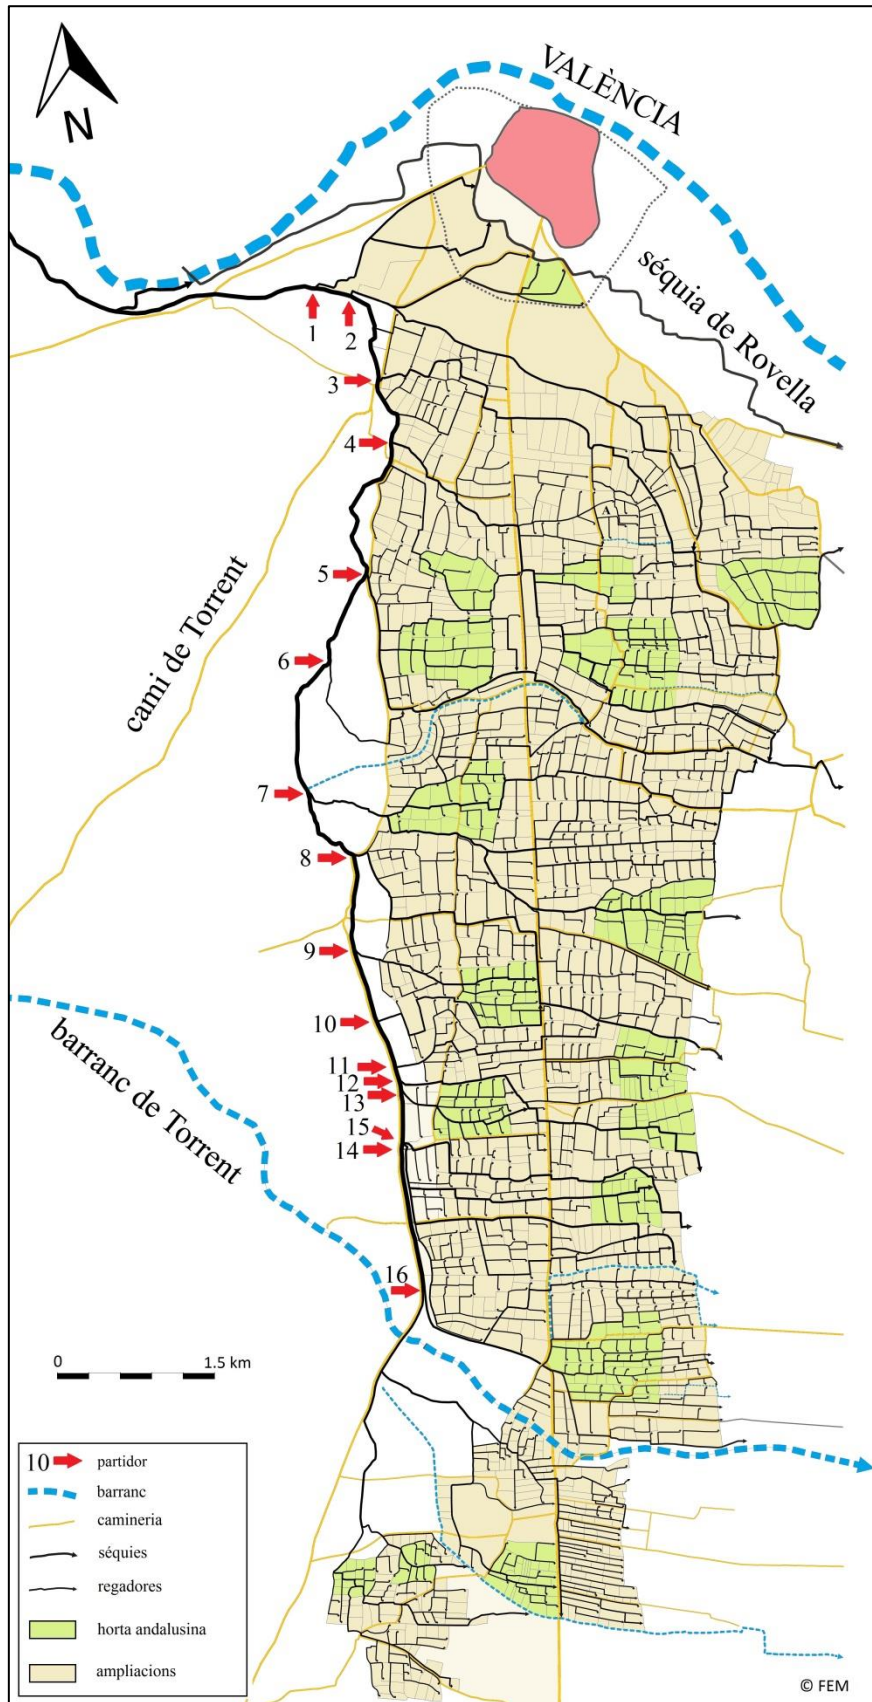 N
VALÈNCIA
séquia de Rovella
1
2
3
4
A
5
camí de Torrent
6
7
8
9
10
barranc de Torrent
11
12
13
15
14
16
0 1.5 km
10 partidor
barranc
camineria
séquies
regadores
horta andalusina
ampliacions
© FEM